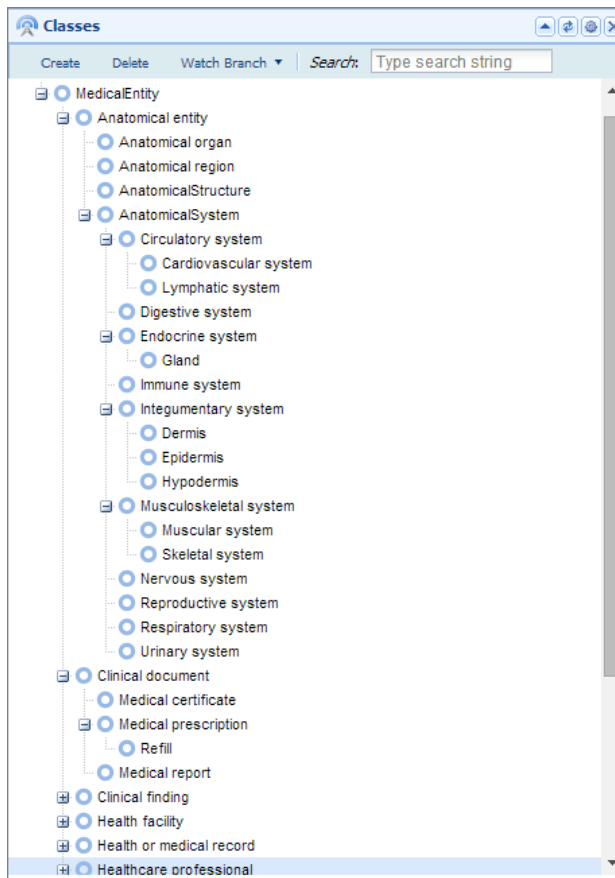 Classes
Create Delete Watch Branch Search: Type search string
MedicalEntity
Anatomical entity
Anatomical organ
Anatomical region
AnatomicalStructure
AnatomicalSystem
Circulatory system
Cardiovascular system
Lymphatic system
Digestive system
Endocrine system
Gland
Immune system
Integumentary system
Dermis
Epidermis
Hypodermis
Musculoskeletal system
Muscular system
Skeletal system
Nervous system
Reproductive system
Respiratory system
Urinary system
Clinical document
Medical certificate
Medical prescription
Refill
Medical report
Clinical finding
Health facility
Health or medical record
Healthcare professional